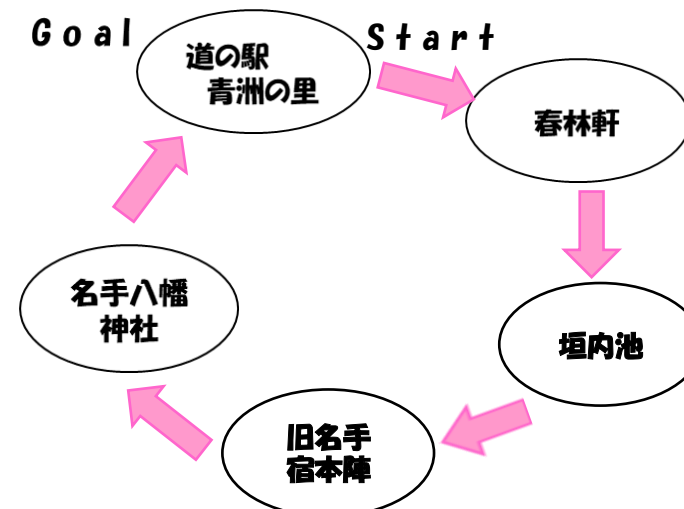 Goal
道の駅
青洲の里
Start
春林軒
垣内池
旧名手
宿本陣
名手八幡
神社